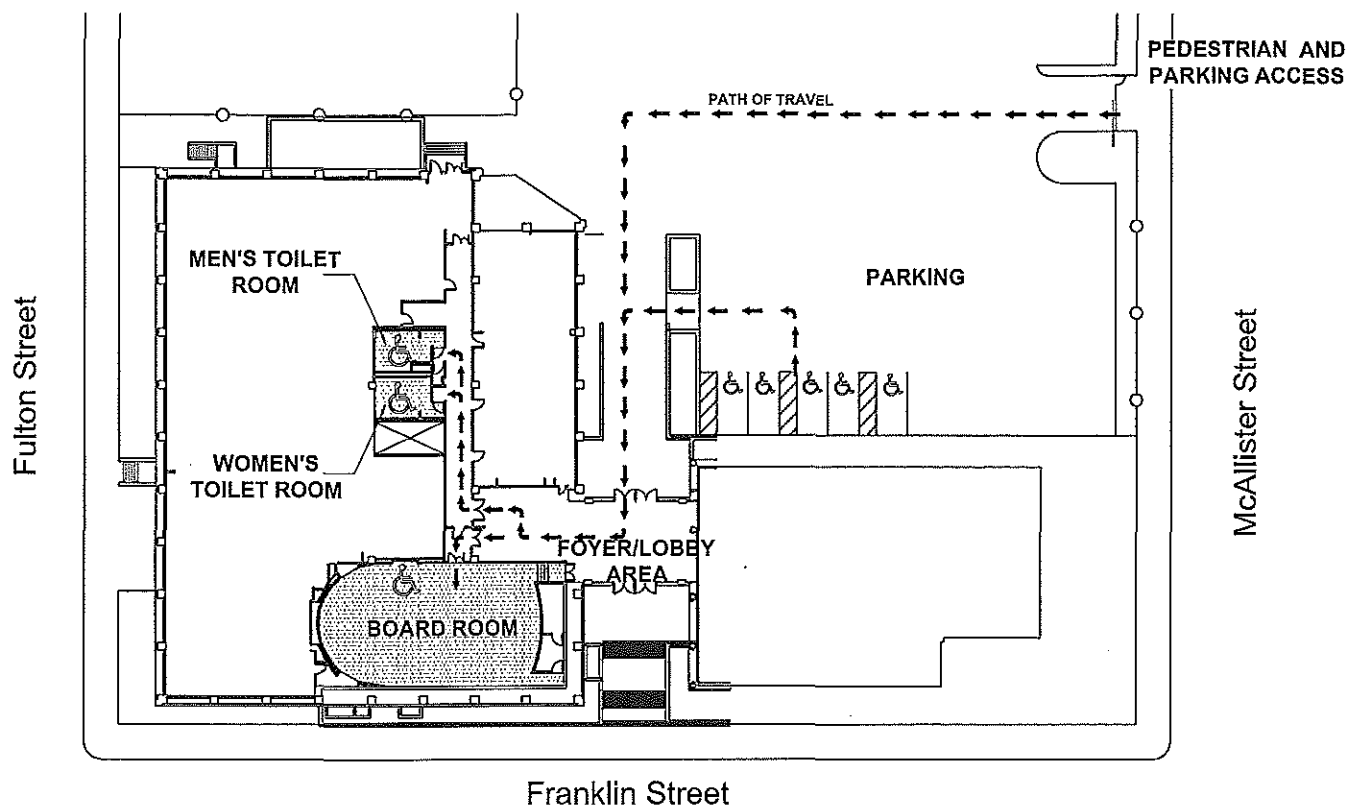 PEDESTRIAN AND
PARKING ACCESS
PATH OF TRAVEL
MEN'S TOILET
ROOM
PARKING
Fulton Street
McAllister Street
WOMEN'S
TOILET ROOM
FOYER/LOBBY
AREA
BOARD ROOM
Franklin Street